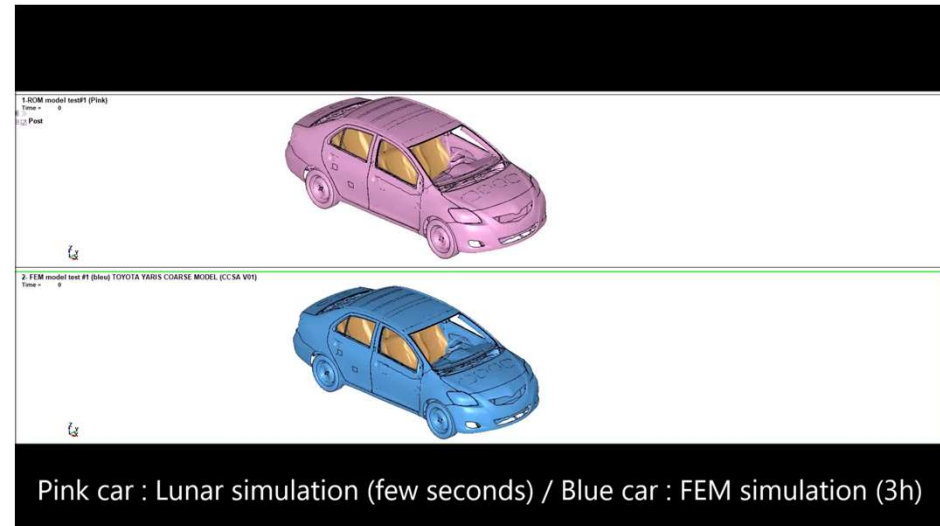 1-ROM model test#1 (Pink)
Time = 0
Post
2. FEM model test #1 (bleu) TOYOTA YARIS COARSE MODEL (CCSA V01)
Time = 0
Pink car : Lunar simulation (few seconds) / Blue car : FEM simulation (3h)